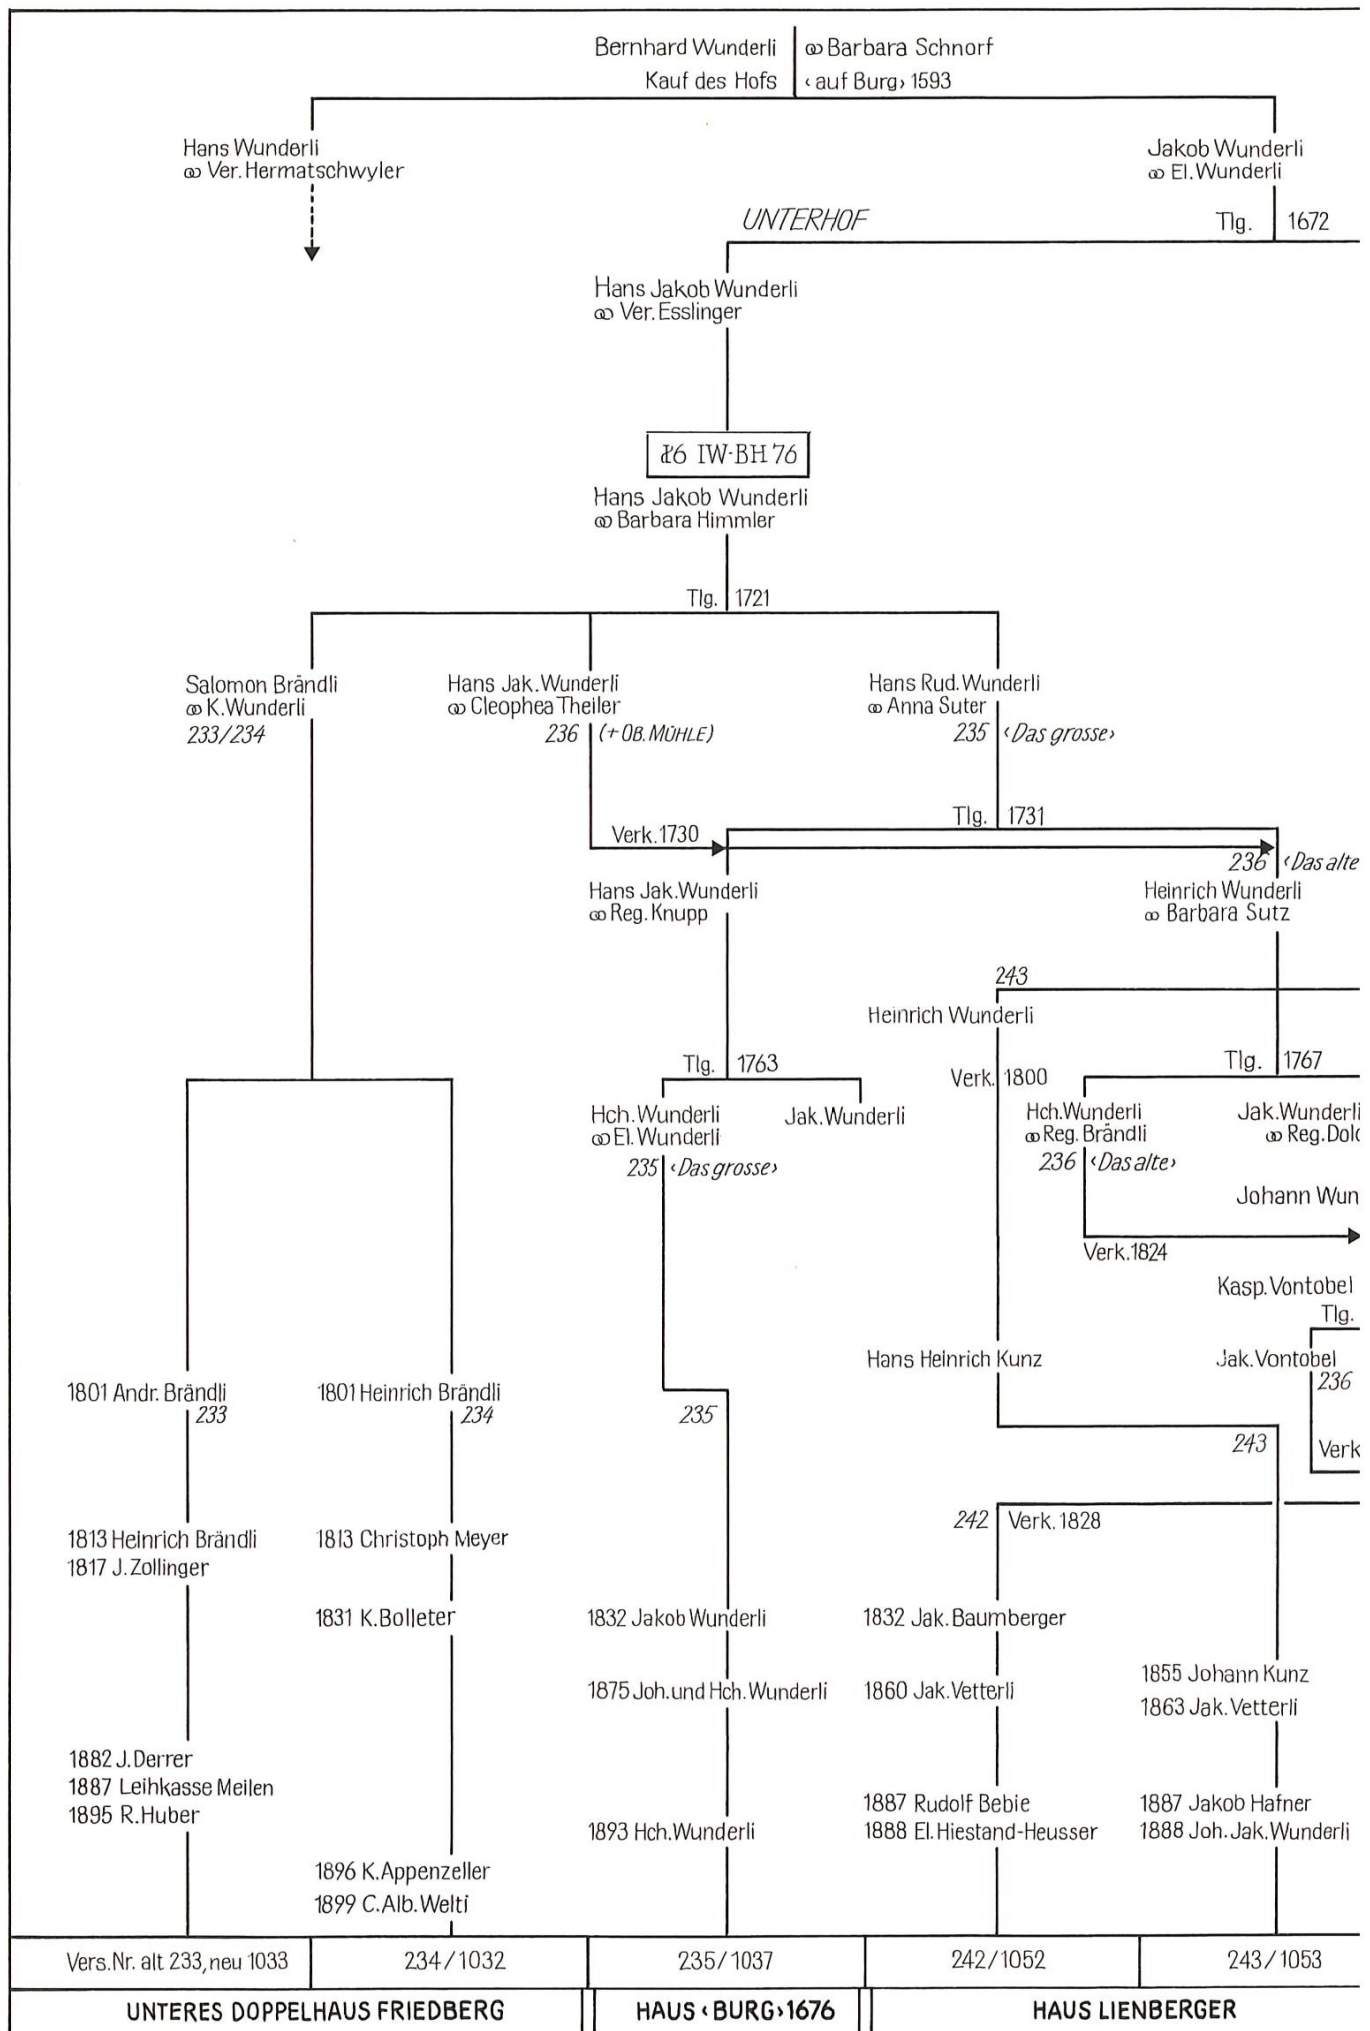 Bernhard Wunderli ⚭ Barbara Schnorf
Kauf des Hofs ‹auf Burg› 1593
Hans Wunderli
⚭ Ver. Hermatschwyler
Jakob Wunderli
⚭ El. Wunderli
UNTERHOF
Tlg. 1672
Hans Jakob Wunderli
⚭ Ver. Esslinger
IW·BH 76
Hans Jakob Wunderli
⚭ Barbara Himmler
Tlg. 1721
Salomon Brändli
⚭ K. Wunderli
233/234
Hans Jak. Wunderli
⚭ Cleophea Theiler
236 (+ OB. MÜHLE)
Hans Rud. Wunderli
⚭ Anna Suter
235 ‹Das grosse›
Tlg. 1731
Verk. 1730
236 ‹Das alte
Hans Jak. Wunderli
⚭ Reg. Knupp
Heinrich Wunderli
⚭ Barbara Sutz
243
Heinrich Wunderli
Tlg. 1763
Verk. 1800
Tlg. 1767
Hch. Wunderli
⚭ El. Wunderli
235 ‹Das grosse›
Jak. Wunderli
Hch. Wunderli
⚭ Reg. Brändli
236 ‹Das alte›
Jak. Wunderli
⚭ Reg.
Johann Wun
Verk. 1824
Kasp. Vontobel
Tlg.
Hans Heinrich Kunz
Jak. Vontobel
236
1801 Andr. Brändli
233
1801 Heinrich Brändli
234
235
243
Verk
242 Verk. 1828
1813 Heinrich Brändli
1817 J. Zollinger
1813 Christoph Meyer
1831 K. Bolleter
1832 Jakob Wunderli
1832 Jak. Baumberger
1875 Joh. und Hch. Wunderli
1860 Jak. Vetterli
1855 Johann Kunz
1863 Jak. Vetterli
1882 J. Derrer
1887 Leihkasse Meilen
1895 R. Huber
1893 Hch. Wunderli
1887 Rudolf Bebie
1888 El. Hiestand-Heusser
1887 Jakob Hafner
1888 Joh. Jak. Wunderli
1896 K. Appenzeller
1899 C. Alb. Welti
Vers. Nr. alt 233, neu 1033
234/1032
235/1037
242/1052
243/1053
UNTERES DOPPELHAUS FRIEDBERG
HAUS ‹BURG› 1676
HAUS LIENBERGER